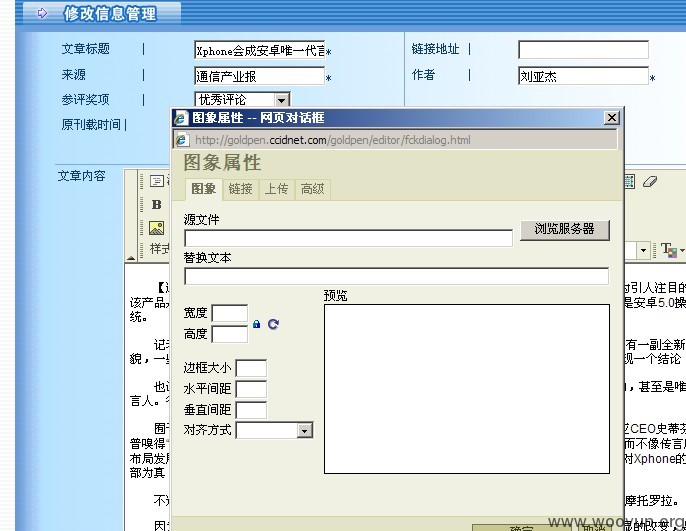 修改信息管理
文章标题 | Xphone会成安卓唯一代言* 链接地址 |
来源 | 通信产业报 * 作者 | 刘亚杰 *
参评奖项 | 优秀评论
原刊载时间|
图象属性 -- 网页对话框
http://goldpen.ccidnet.com/goldpen/editor/fckdialog.html
图象属性
图象 链接 上传 高级
文章内容
源文件
浏览服务器
替换文本
样式
宽度
高度
预览
边框大小
水平间距
垂直间距
对齐方式
引人注目的
该产品 是安卓5.0操
统。
记 有一副全新
貌,一 现一个结论
也 ,甚至是唯
言人。
CEO史蒂芬
普嗅得" 而不像传言
布局发 对Xphone的
部为真
不 摩托罗拉。
因 的改变,
确定 取消
www.wooyun.org